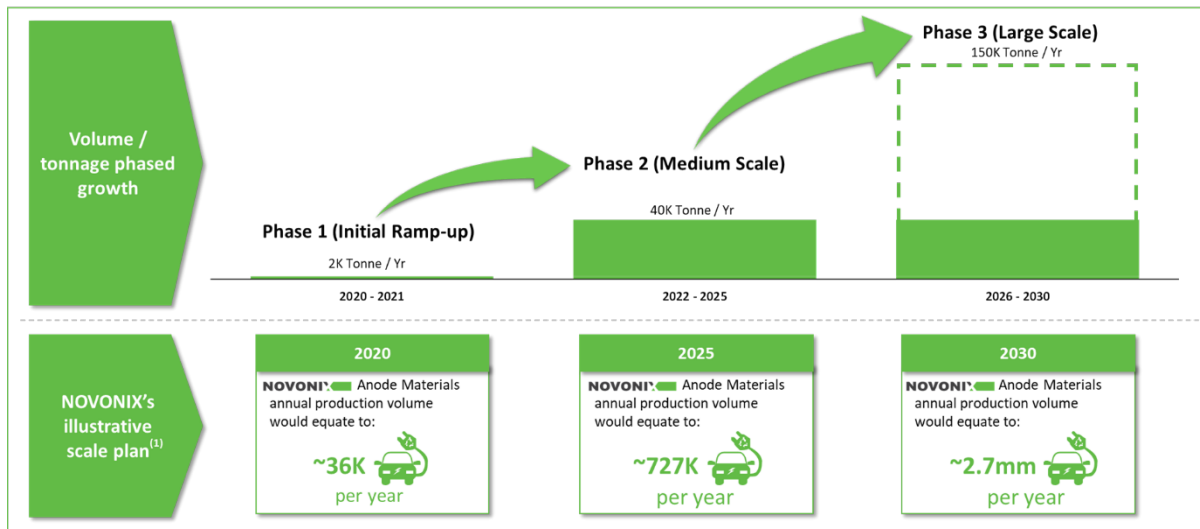 Volume /
tonnage phased
growth
Phase 1 (Initial Ramp-up)
2K Tonne / Yr
2020 - 2021
Phase 2 (Medium Scale)
40K Tonne / Yr
2022 - 2025
Phase 3 (Large Scale)
150K Tonne / Yr
2026 - 2030
NOVONIX's
illustrative
scale plan(1)
2020
NOVONIX Anode Materials
annual production volume
would equate to:
~36K
per year
2025
NOVONIX Anode Materials
annual production volume
would equate to:
~727K
per year
2030
NOVONIX Anode Materials
annual production volume
would equate to:
~2.7mm
per year